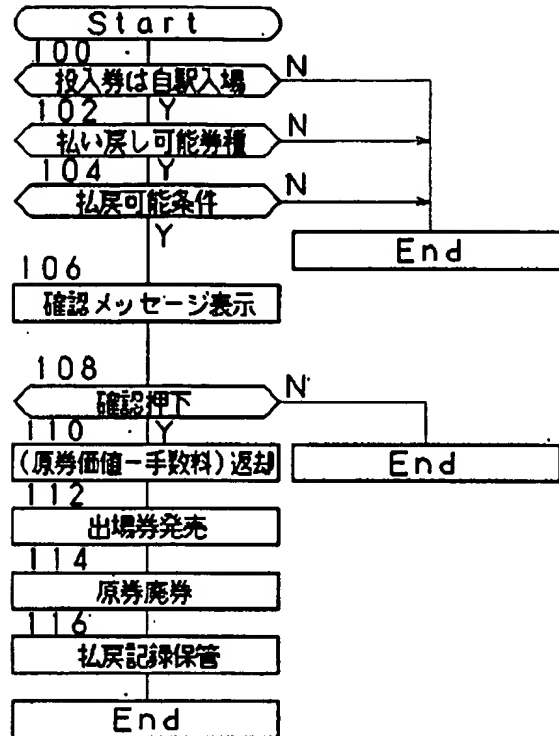 Start
100
投入券は自駅入場
N
102
Y
払い戻し可能券種
N
104
Y
払戻可能条件
N
Y
End
106
確認メッセージ表示
108
確認押下
N
110
Y
(原券価値-手数料)返却
End
112
出場券発売
114
原券廃券
116
払戻記録保管
End